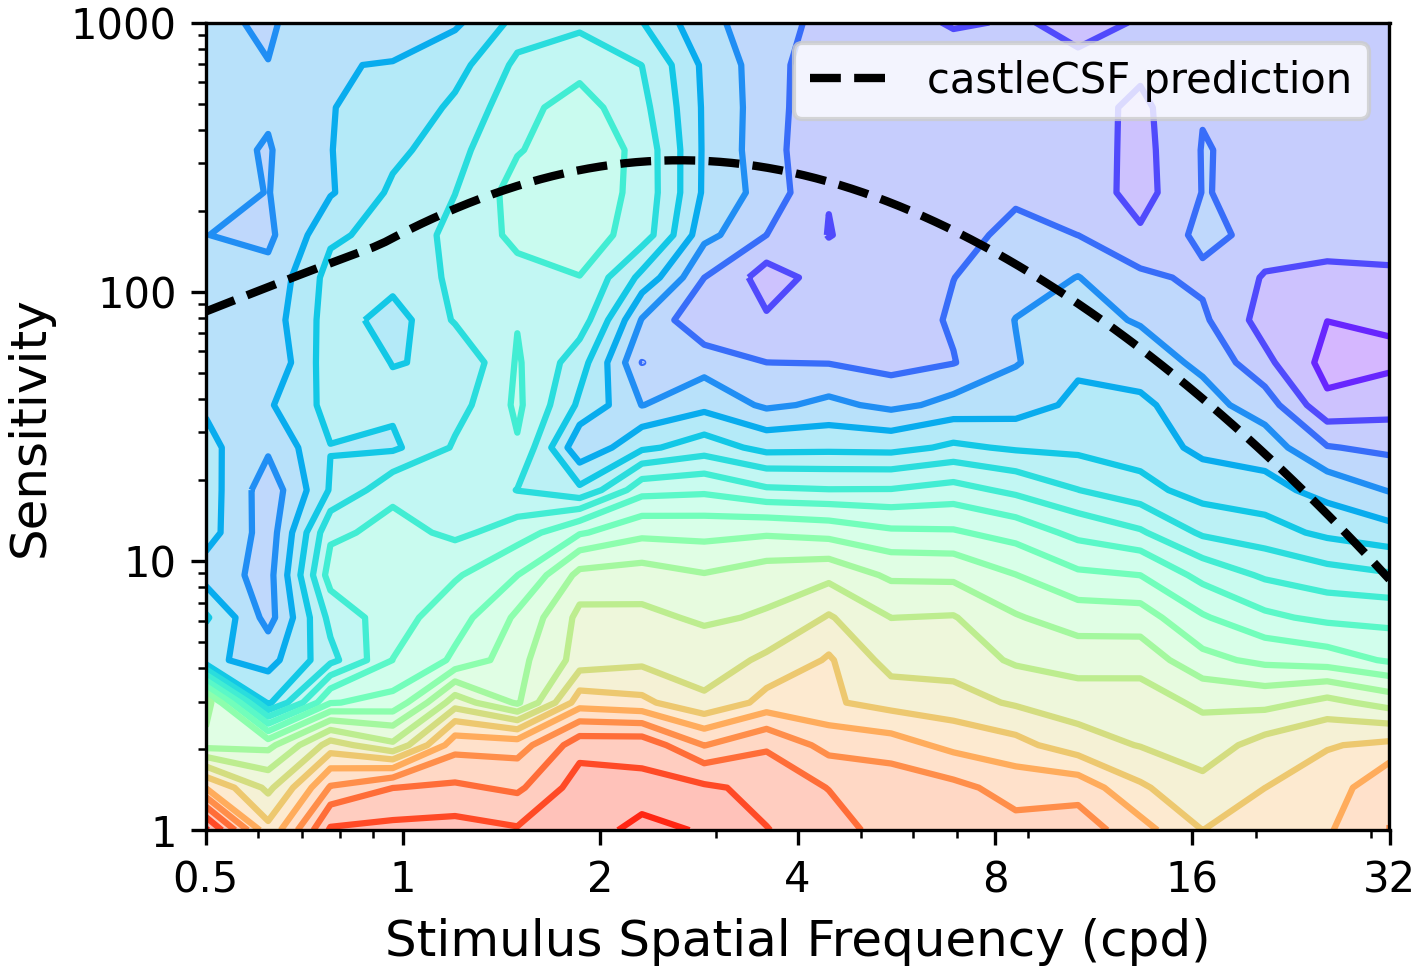 1000
100
10
1
Sensitivity
castleCSF prediction
0.5 1 2 4 8 16 32
Stimulus Spatial Frequency (cpd)